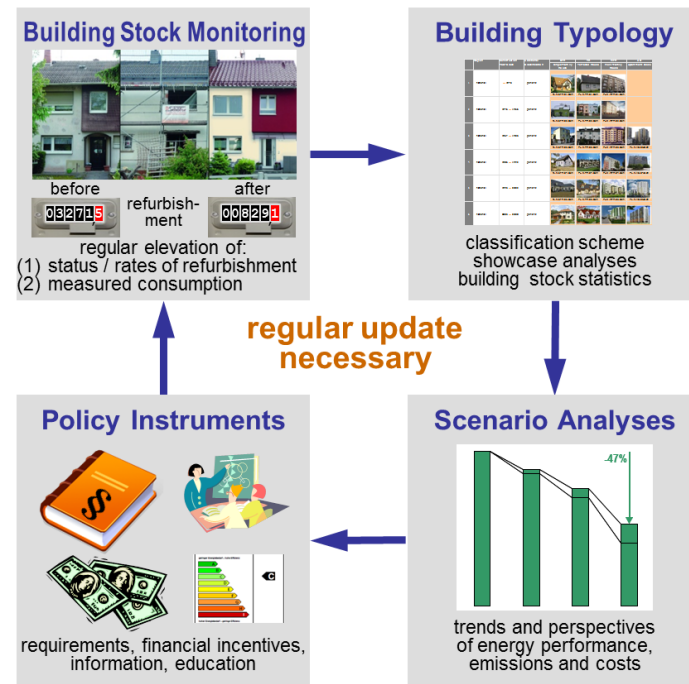 Building Stock Monitoring
before
after
refurbish-
ment
032715
008291
regular elevation of:
(1) status / rates of refurbishment
(2) measured consumption
Building Typology
classification scheme
showcase analyses
building stock statistics
regular update
necessary
Policy Instruments
§
C
requirements, financial incentives,
information, education
Scenario Analyses
-47%
trends and perspectives
of energy performance,
emissions and costs